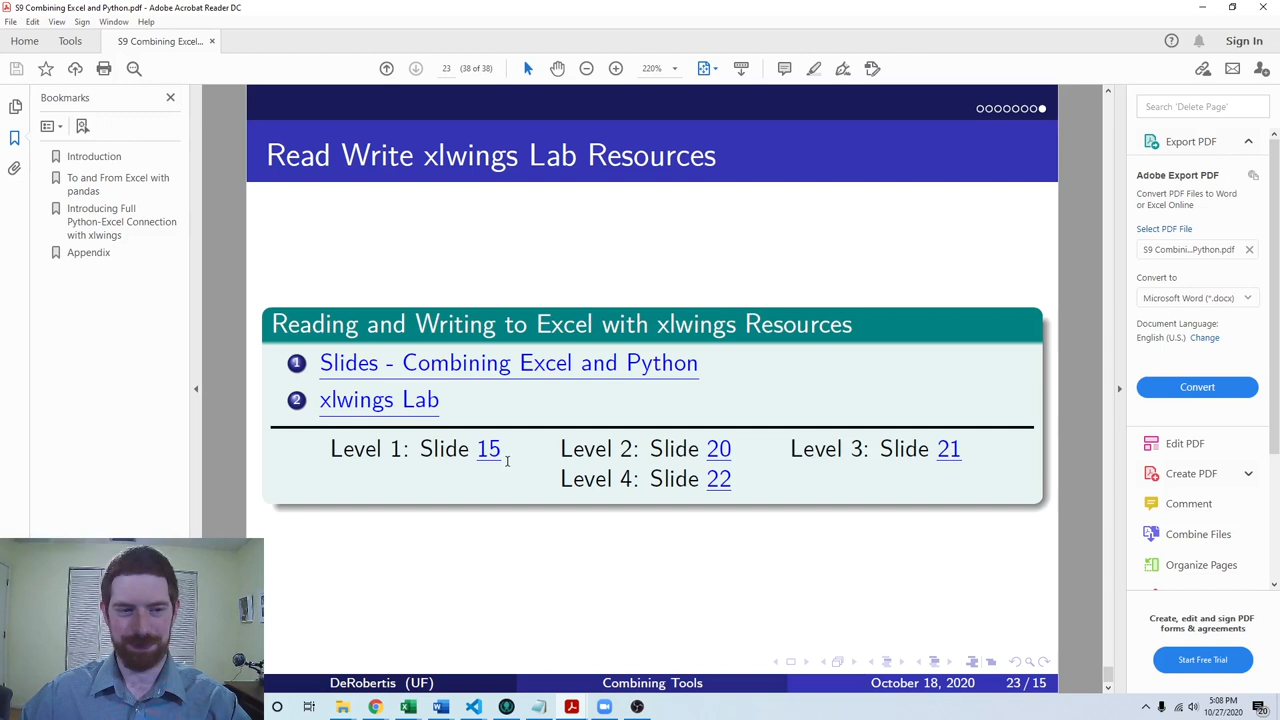 S9 Combining Excel and Python.pdf - Adobe Acrobat Reader DC
File Edit View Sign Window Help
Home Tools S9 Combining Excel... × Sign In
23 (38 of 38) 220%
Bookmarks
Introduction
To and From Excel with
pandas
Introducing Full
Python-Excel Connection
with xlwings
Appendix
Read Write xlwings Lab Resources
Reading and Writing to Excel with xlwings Resources
1 Slides - Combining Excel and Python
2 xlwings Lab
Level 1: Slide 15 Level 2: Slide 20 Level 3: Slide 21
Level 4: Slide 22
DeRobertis (UF) Combining Tools October 18, 2020 23/15
Search 'Delete Page'
Export PDF
Adobe Export PDF
Convert PDF Files to Word
or Excel Online
Select PDF File
S9 Combini...Python.pdf
Convert to
Microsoft Word (*.docx)
Document Language:
English (U.S.) Change
Convert
Edit PDF
Create PDF
Comment
Combine Files
Organize Pages
Create, edit and sign PDF
forms & agreements
Start Free Trial
5:08 PM
10/27/2020
20